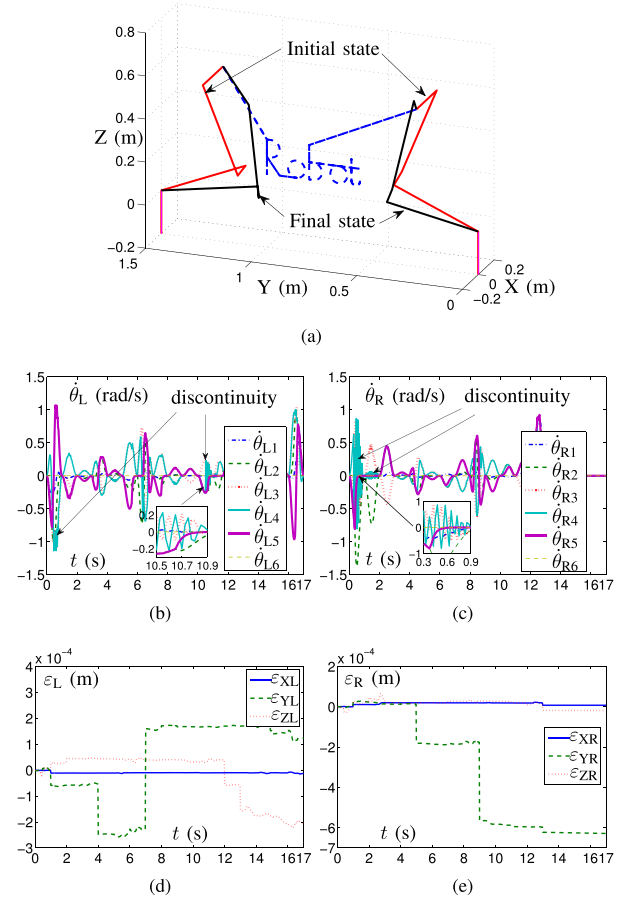 0.8
0.6
0.4
0.2
0
−0.2
Z (m)
Initial state
Final state
1.5
1
0.5
0
Y (m)
0.2
0
−0.2
X (m)
(a)
1.5
1
0.5
0
−0.5
−1
−1.5
θ̇L (rad/s)
discontinuity
θ̇L1
θ̇L2
θ̇L3
θ̇L4
θ̇L5
θ̇L6
0.2
0
−0.2
10.5 10.7 10.9
t (s)
0 2 4 6 8 10 12 14 1617
(b)
1.5
1
0.5
0
−0.5
−1
−1.5
θ̇R (rad/s)
discontinuity
θ̇R1
θ̇R2
θ̇R3
θ̇R4
θ̇R5
θ̇R6
1
0
−1
0.3 0.6 0.9
t (s)
0 2 4 6 8 10 12 14 1617
(c)
x 10⁻⁴
4
3
2
1
0
−1
−2
−3
εL (m)
εXL
εYL
εZL
t (s)
0 2 4 6 8 10 12 14 1617
(d)
x 10⁻⁴
2
0
−2
−4
−6
−7
εR (m)
εXR
εYR
εZR
t (s)
0 2 4 6 8 10 12 14 1617
(e)